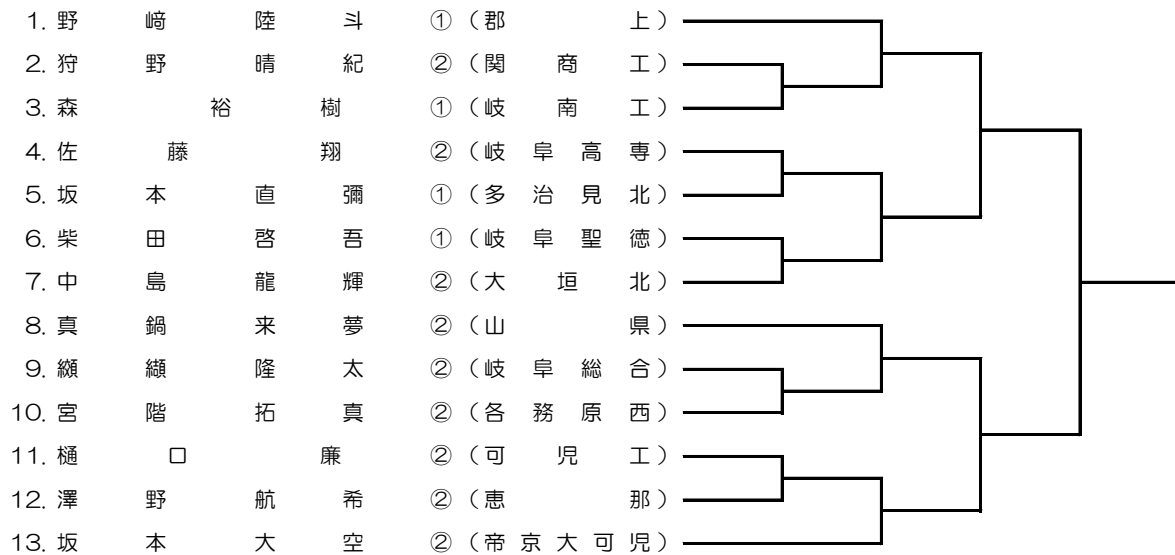 1. 野 﨑 陸 斗 ① ( 郡 上 )
2. 狩 野 晴 紀 ② ( 関 商 工 )
3. 森 裕 樹 ① ( 岐 南 工 )
4. 佐 藤 翔 ② ( 岐 阜 高 専 )
5. 坂 本 直 彌 ① ( 多 治 見 北 )
6. 柴 田 啓 吾 ① ( 岐 阜 聖 徳 )
7. 中 島 龍 輝 ② ( 大 垣 北 )
8. 真 鍋 来 夢 ② ( 山 県 )
9. 纐 纈 隆 太 ② ( 岐 阜 総 合 )
10. 宮 階 拓 真 ② ( 各 務 原 西 )
11. 樋 口 廉 ② ( 可 児 工 )
12. 澤 野 航 希 ② ( 恵 那 )
13. 坂 本 大 空 ② ( 帝 京 大 可 児 )